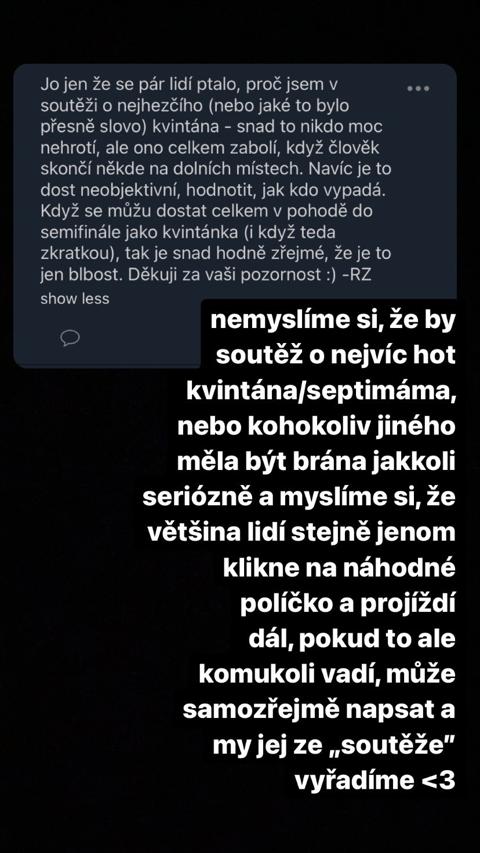 Jo jen že se pár lidí ptalo, proč jsem v
soutěži o nejhezčího (nebo jaké to bylo
přesně slovo) kvintána - snad to nikdo moc
nehrotí, ale ono celkem zabolí, když člověk
skončí někde na dolních místech. Navíc je to
dost neobjektivní, hodnotit, jak kdo vypadá.
Když se můžu dostat celkem v pohodě do
semifinále jako kvintánka (i když teda
zkratkou), tak je snad hodně zřejmé, že je to
jen blbost. Děkuji za vaši pozornost :) -RZ
show less
nemyslíme si, že by
soutěž o nejvíc hot
kvintána/septimáma,
nebo kohokoliv jiného
měla být brána jakkoli
seriózně a myslíme si, že
většina lidí stejně jenom
klikne na náhodné
políčko a projíždí
dál, pokud to ale
komukoli vadí, může
samozřejmě napsat a
my jej ze „soutěže”
vyřadíme <3